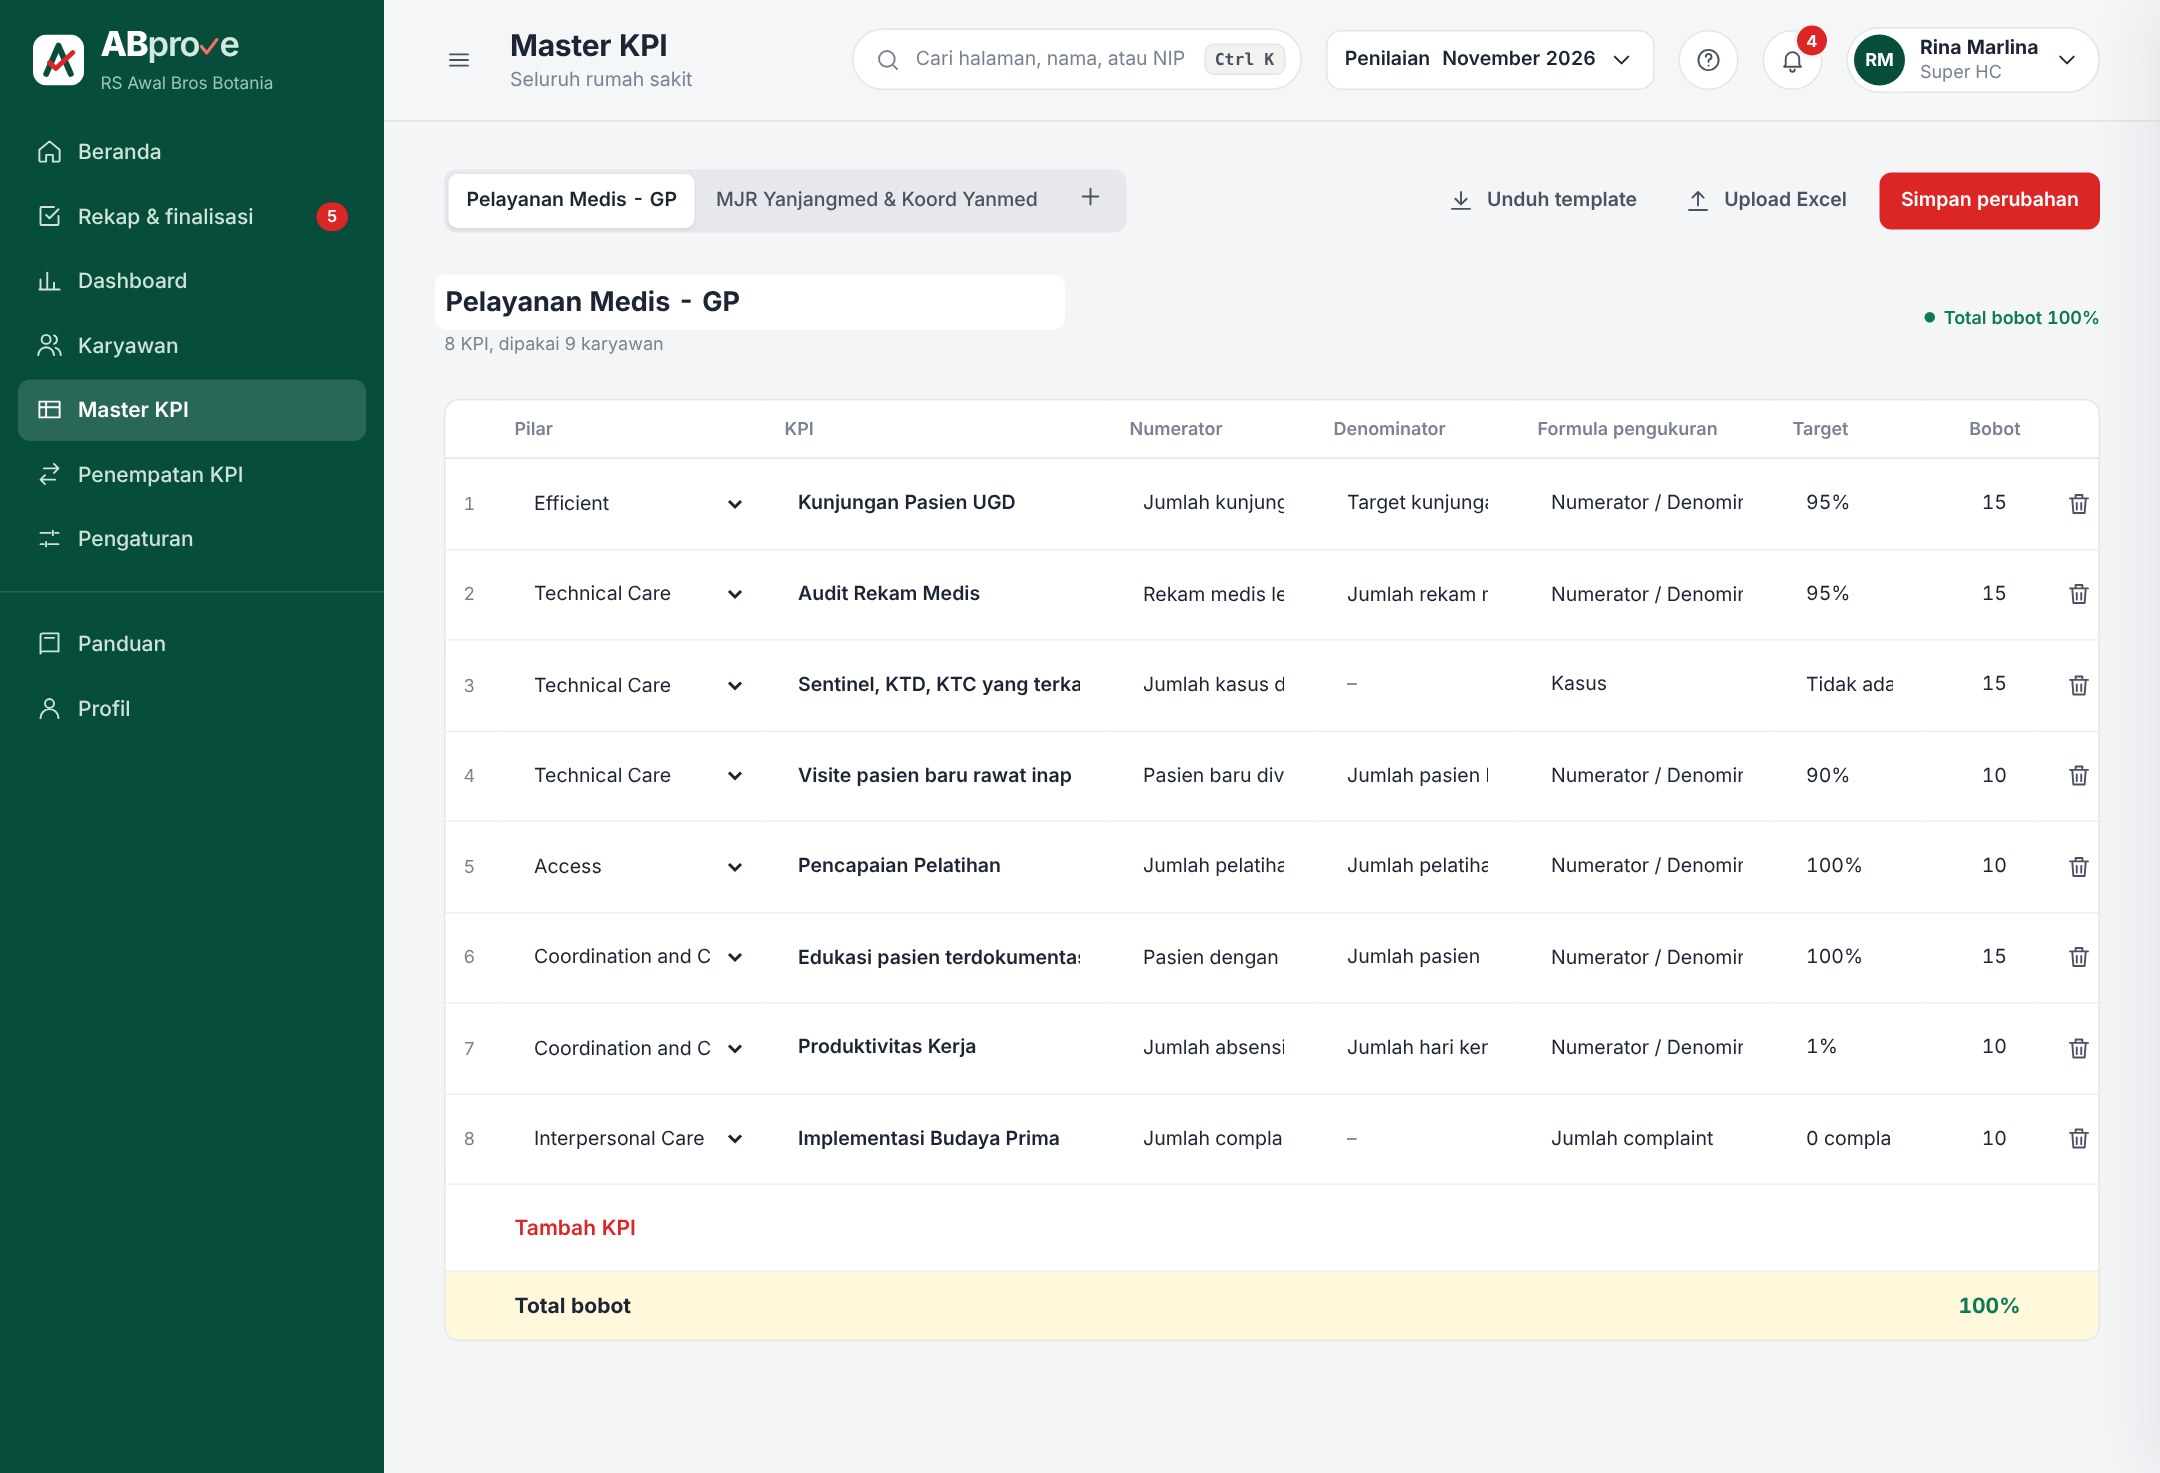 ABprove
RS Awal Bros Botania
Beranda
Rekap & finalisasi 5
Dashboard
Karyawan
Master KPI
Penempatan KPI
Pengaturan
Panduan
Profil
Master KPI
Seluruh rumah sakit
Cari halaman, nama, atau NIP Ctrl K
Penilaian November 2026
4
RM
Rina Marlina
Super HC
Pelayanan Medis - GP MJR Yanjangmed & Koord Yanmed +
Unduh template Upload Excel Simpan perubahan
Pelayanan Medis - GP
8 KPI, dipakai 9 karyawan
Total bobot 100%
Pilar KPI Numerator Denominator Formula pengukuran Target Bobot
1 Efficient Kunjungan Pasien UGD Jumlah kunjung Target kunjunga Numerator / Denomin 95% 15
2 Technical Care Audit Rekam Medis Rekam medis le Jumlah rekam r Numerator / Denomin 95% 15
3 Technical Care Sentinel, KTD, KTC yang terka Jumlah kasus d – Kasus Tidak ada 15
4 Technical Care Visite pasien baru rawat inap Pasien baru div Jumlah pasien l Numerator / Denomin 90% 10
5 Access Pencapaian Pelatihan Jumlah pelatiha Jumlah pelatiha Numerator / Denomin 100% 10
6 Coordination and C Edukasi pasien terdokumentas Pasien dengan Jumlah pasien Numerator / Denomin 100% 15
7 Coordination and C Produktivitas Kerja Jumlah absensi Jumlah hari ker Numerator / Denomin 1% 10
8 Interpersonal Care Implementasi Budaya Prima Jumlah compla – Jumlah complaint 0 compla 10
Tambah KPI
Total bobot 100%